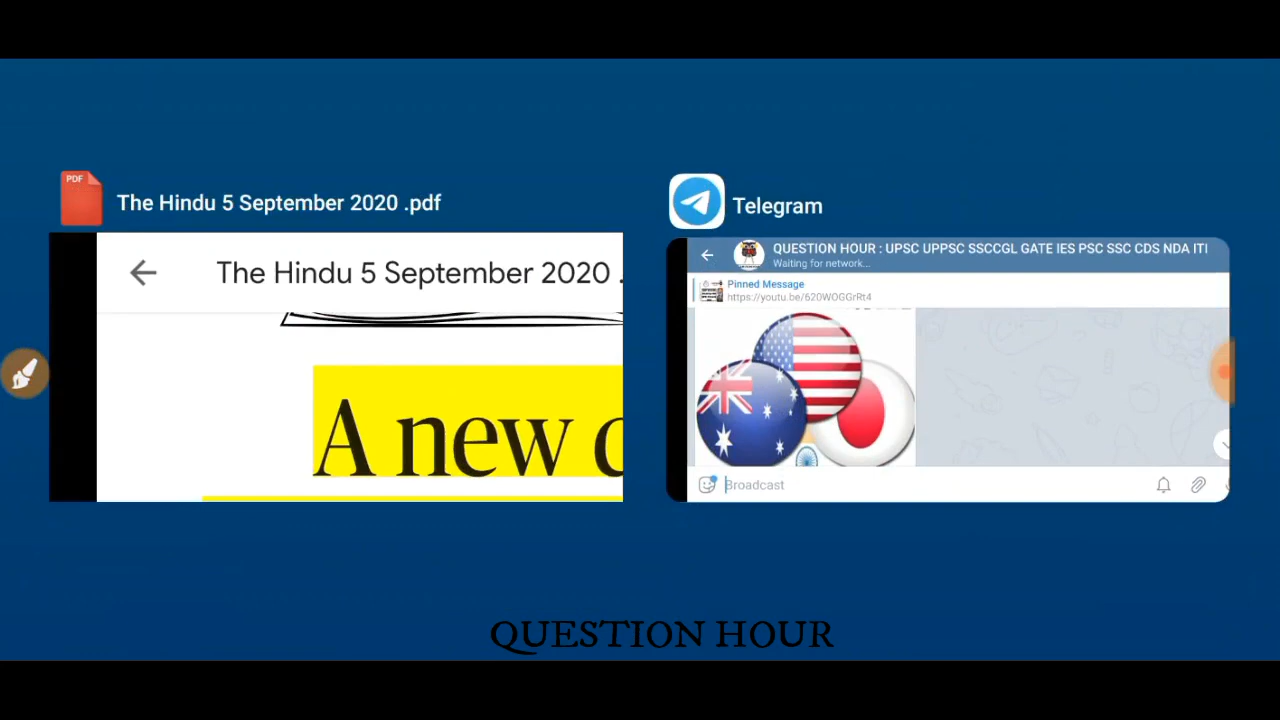 PDF
The Hindu 5 September 2020 .pdf
The Hindu 5 September 2020 .
A new
Telegram
QUESTION HOUR : UPSC UPPSC SSCCGL GATE IES PSC SSC CDS NDA ITI
Waiting for network...
Pinned Message
https://youtu.be/620WOGGrRt4
Broadcast
QUESTION HOUR